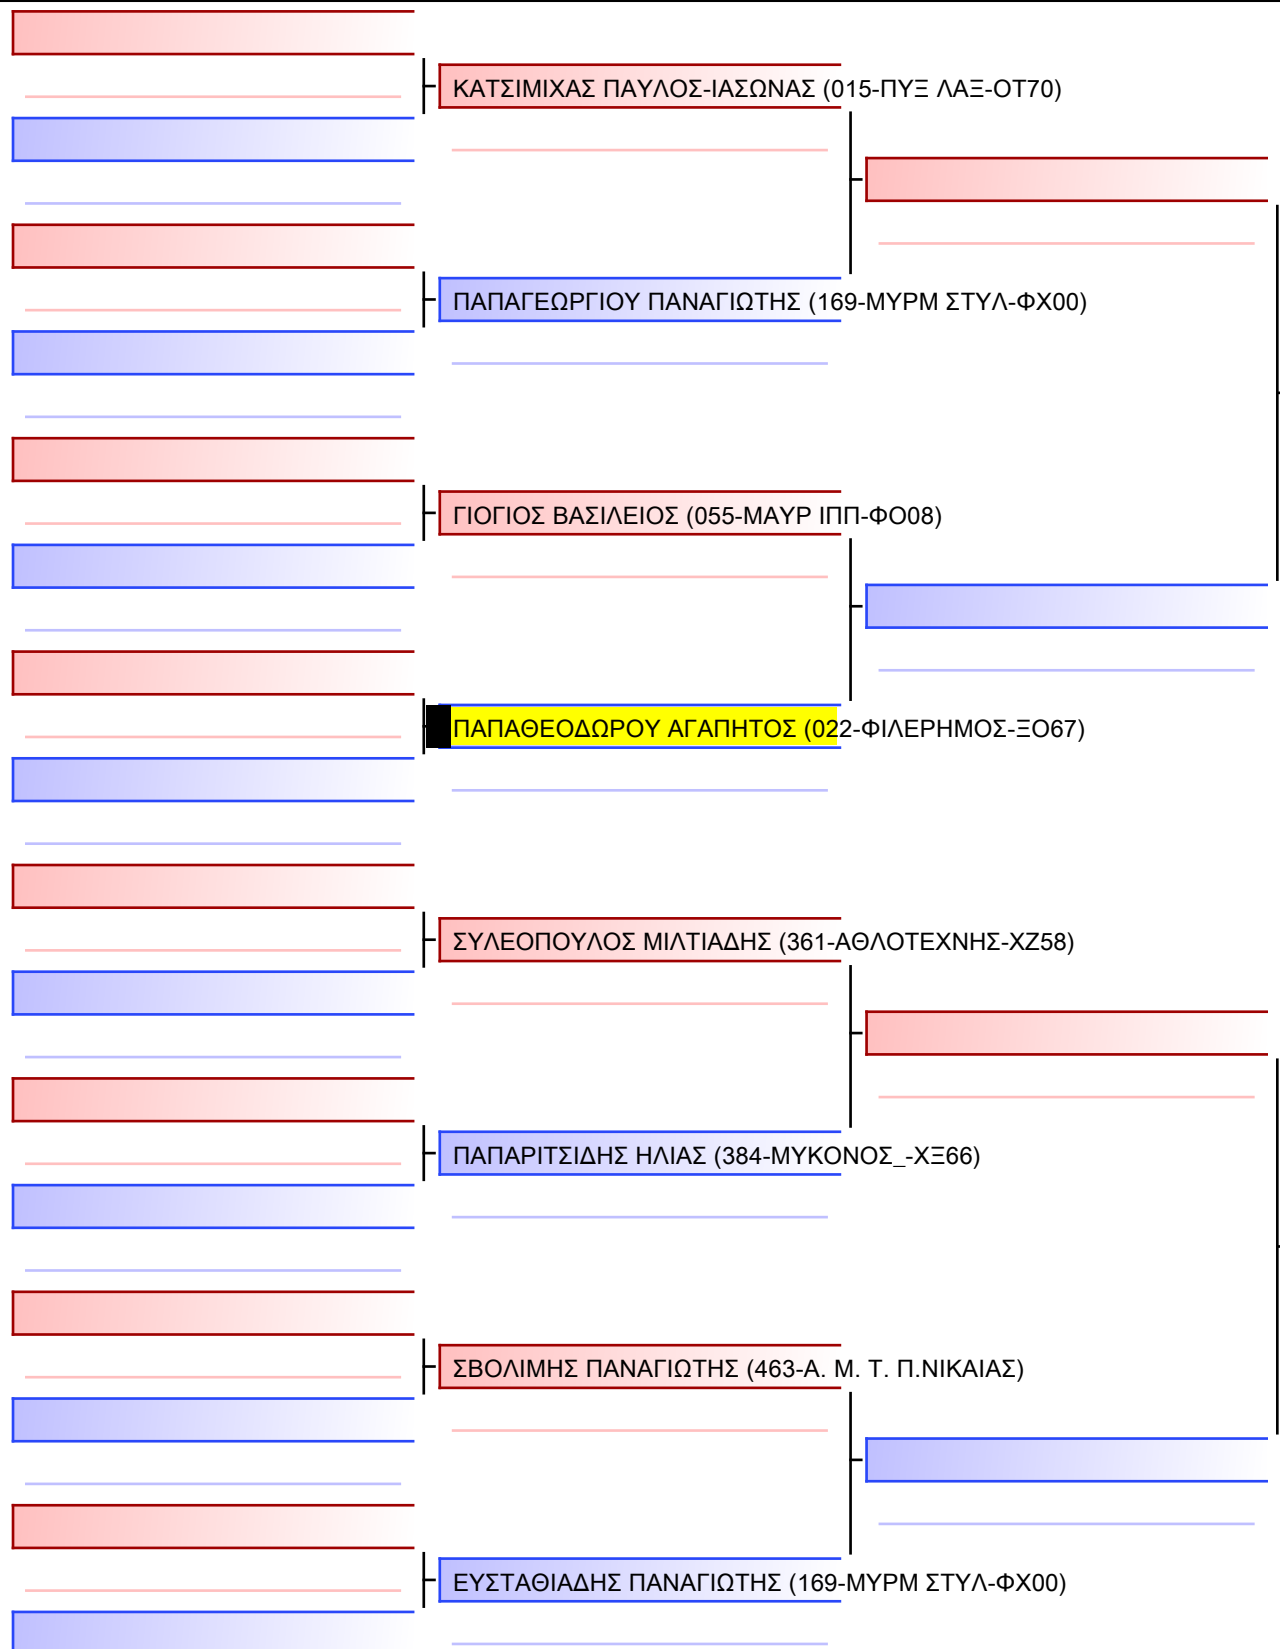 ΚΑΤΣΙΜΙΧΑΣ ΠΑΥΛΟΣ-ΙΑΣΩΝΑΣ (015-ΠΥΞ ΛΑΞ-ΟΤ70)
ΠΑΠΑΓΕΩΡΓΙΟΥ ΠΑΝΑΓΙΩΤΗΣ (169-ΜΥΡΜ ΣΤΥΛ-ΦΧ00)
ΓΙΟΓΙΟΣ ΒΑΣΙΛΕΙΟΣ (055-ΜΑΥΡ ΙΠΠ-ΦΟ08)
ΠΑΠΑΘΕΟΔΩΡΟΥ ΑΓΑΠΗΤΟΣ (022-ΦΙΛΕΡΗΜΟΣ-ΞΟ67)
ΣΥΛΕΟΠΟΥΛΟΣ ΜΙΛΤΙΑΔΗΣ (361-ΑΘΛΟΤΕΧΝΗΣ-ΧΖ58)
ΠΑΠΑΡΙΤΣΙΔΗΣ ΗΛΙΑΣ (384-ΜΥΚΟΝΟΣ_-ΧΞ66)
ΣΒΟΛΙΜΗΣ ΠΑΝΑΓΙΩΤΗΣ (463-Α. Μ. Τ. Π.ΝΙΚΑΙΑΣ)
ΕΥΣΤΑΘΙΑΔΗΣ ΠΑΝΑΓΙΩΤΗΣ (169-ΜΥΡΜ ΣΤΥΛ-ΦΧ00)